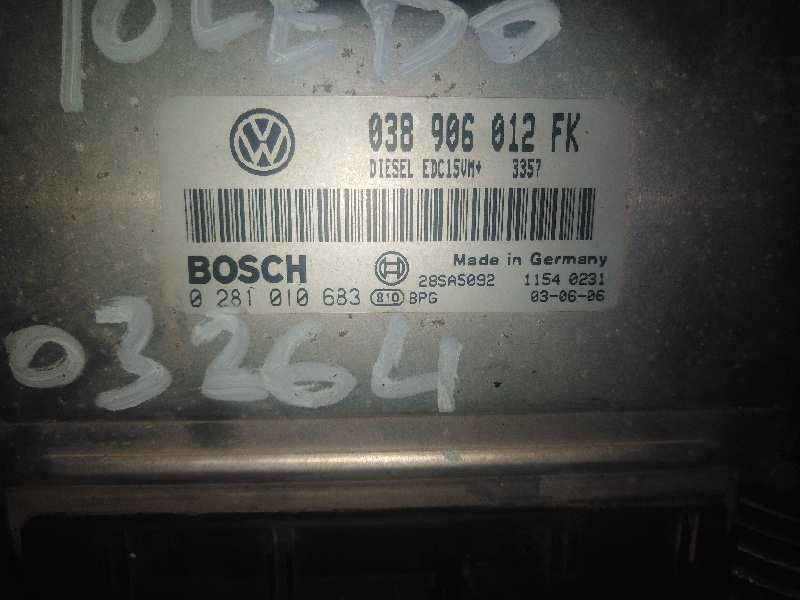 TOLEDO
038 906 012 FK
DIESEL EDC15VM+ 3357
BOSCH
Made in Germany
28SA5092 1154 0231
0 281 010 683 810 BPG 03-06-06
03264